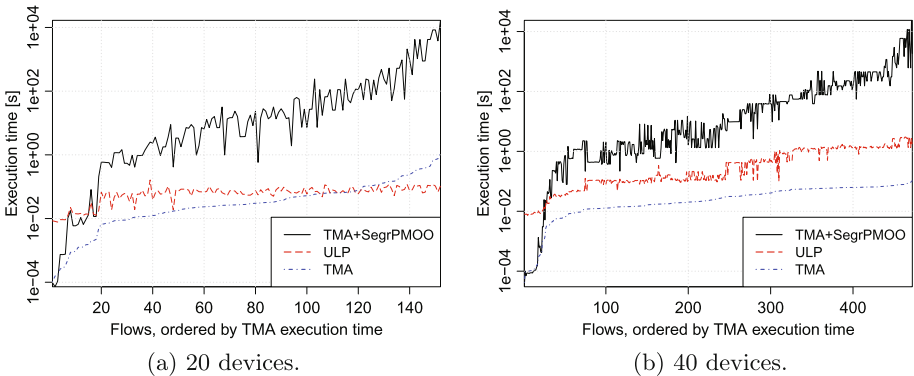 Execution time [s]
1e+04
1e+02
1e+00
1e-02
1e-04
TMA+SegrPMOO
ULP
TMA
20 40 60 80 100 120 140
Flows, ordered by TMA execution time
(a) 20 devices.
Execution time [s]
1e+04
1e+02
1e+00
1e-02
1e-04
TMA+SegrPMOO
ULP
TMA
100 200 300 400
Flows, ordered by TMA execution time
(b) 40 devices.